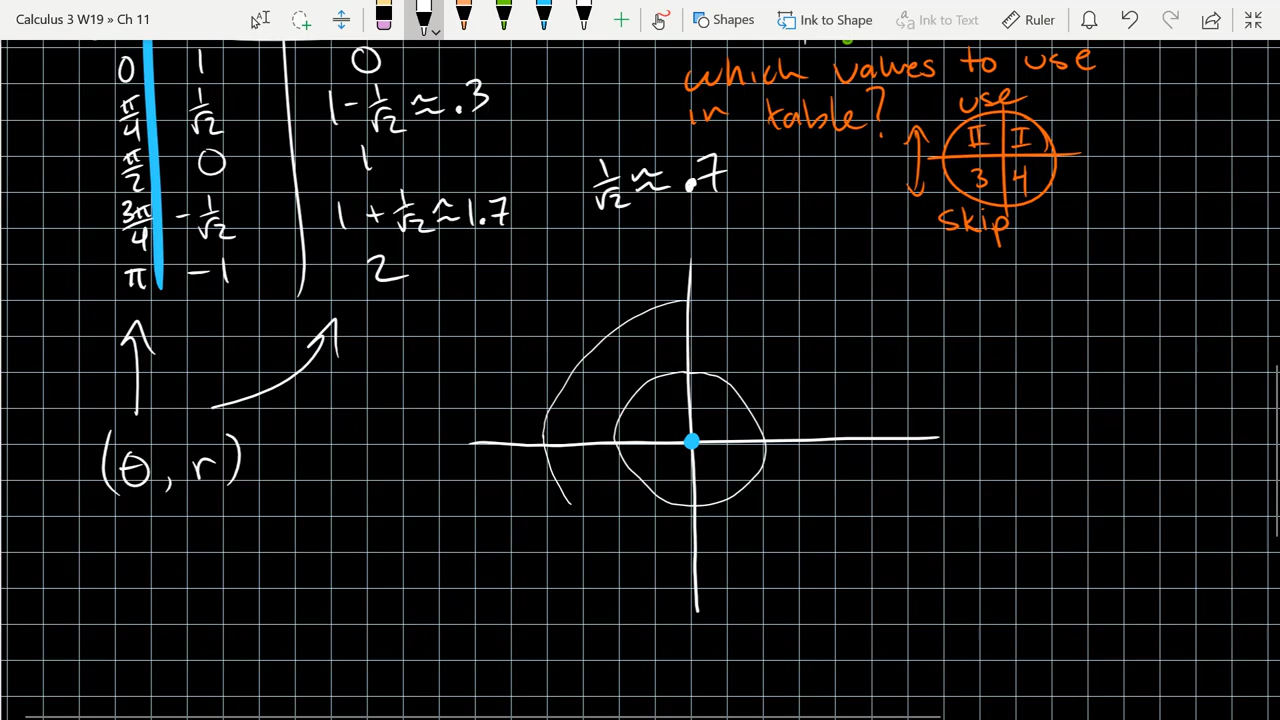 Calculus 3 W19 » Ch 11
Shapes
Ink to Shape
Ink to Text
Ruler
0 1 0
π/4 1/√2 1 - 1/√2 ≈ .3
π/2 0 1
3π/4 -1/√2 1 + 1/√2 ≈ 1.7
π -1 2
(θ, r)
1/√2 ≈ .7
which values to use
in table?
use
II I
3 4
skip